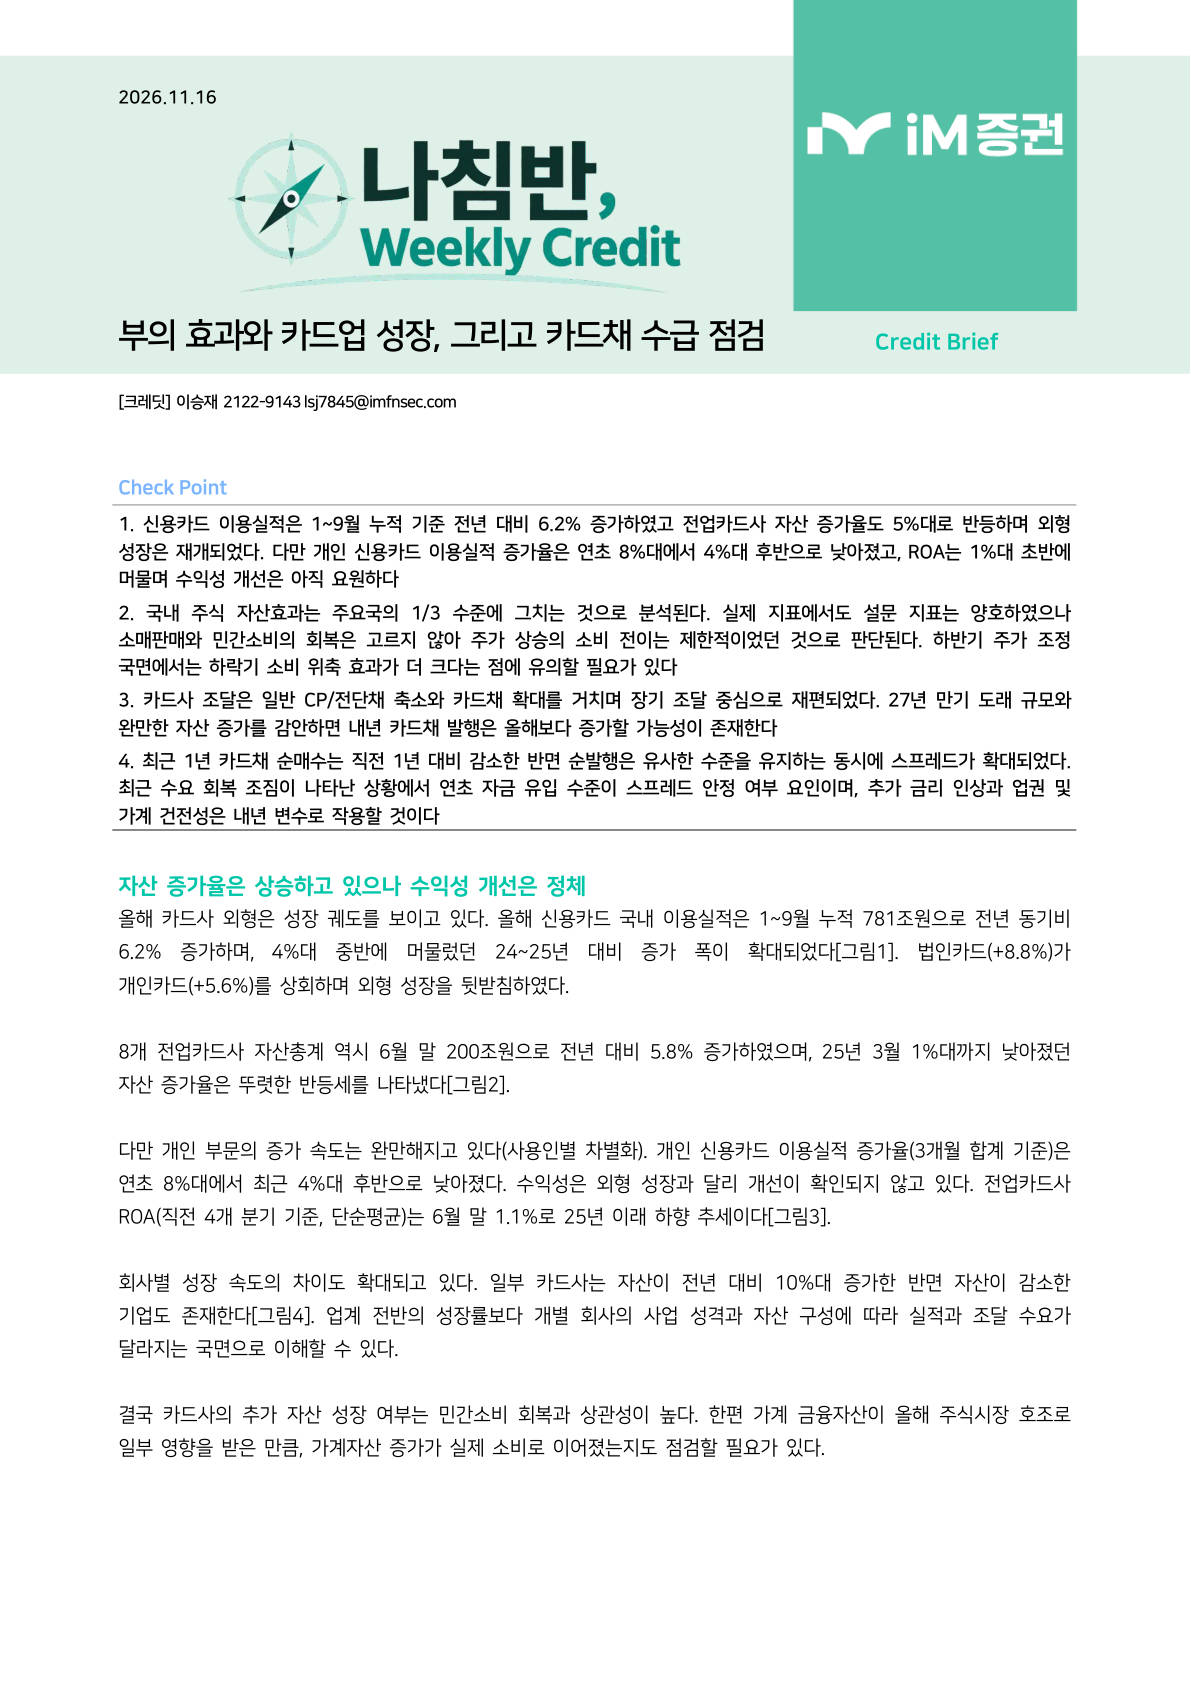 2026.11.16
iM증권
나침반,
Weekly Credit
부의 효과와 카드업 성장, 그리고 카드채 수급 점검
Credit Brief
[크레딧] 이승재 2122-9143 lsj7845@imfnsec.com
Check Point
1. 신용카드 이용실적은 1~9월 누적 기준 전년 대비 6.2% 증가하였고 전업카드사 자산 증가율도 5%대로 반등하며 외형
성장은 재개되었다. 다만 개인 신용카드 이용실적 증가율은 연초 8%대에서 4%대 후반으로 낮아졌고, ROA는 1%대 초반에
머물며 수익성 개선은 아직 요원하다
2. 국내 주식 자산효과는 주요국의 1/3 수준에 그치는 것으로 분석된다. 실제 지표에서도 설문 지표는 양호하였으나
소매판매와 민간소비의 회복은 고르지 않아 주가 상승의 소비 전이는 제한적이었던 것으로 판단된다. 하반기 주가 조정
국면에서는 하락기 소비 위축 효과가 더 크다는 점에 유의할 필요가 있다
3. 카드사 조달은 일반 CP/전단채 축소와 카드채 확대를 거치며 장기 조달 중심으로 재편되었다. 27년 만기 도래 규모와
완만한 자산 증가를 감안하면 내년 카드채 발행은 올해보다 증가할 가능성이 존재한다
4. 최근 1년 카드채 순매수는 직전 1년 대비 감소한 반면 순발행은 유사한 수준을 유지하는 동시에 스프레드가 확대되었다.
최근 수요 회복 조짐이 나타난 상황에서 연초 자금 유입 수준이 스프레드 안정 여부 요인이며, 추가 금리 인상과 업권 및
가계 건전성은 내년 변수로 작용할 것이다
자산 증가율은 상승하고 있으나 수익성 개선은 정체
올해 카드사 외형은 성장 궤도를 보이고 있다. 올해 신용카드 국내 이용실적은 1~9월 누적 781조원으로 전년 동기비
6.2% 증가하며, 4%대 중반에 머물렀던 24~25년 대비 증가 폭이 확대되었다[그림1]. 법인카드(+8.8%)가
개인카드(+5.6%)를 상회하며 외형 성장을 뒷받침하였다.
8개 전업카드사 자산총계 역시 6월 말 200조원으로 전년 대비 5.8% 증가하였으며, 25년 3월 1%대까지 낮아졌던
자산 증가율은 뚜렷한 반등세를 나타냈다[그림2].
다만 개인 부문의 증가 속도는 완만해지고 있다(사용인별 차별화). 개인 신용카드 이용실적 증가율(3개월 합계 기준)은
연초 8%대에서 최근 4%대 후반으로 낮아졌다. 수익성은 외형 성장과 달리 개선이 확인되지 않고 있다. 전업카드사
ROA(직전 4개 분기 기준, 단순평균)는 6월 말 1.1%로 25년 이래 하향 추세이다[그림3].
회사별 성장 속도의 차이도 확대되고 있다. 일부 카드사는 자산이 전년 대비 10%대 증가한 반면 자산이 감소한
기업도 존재한다[그림4]. 업계 전반의 성장률보다 개별 회사의 사업 성격과 자산 구성에 따라 실적과 조달 수요가
달라지는 국면으로 이해할 수 있다.
결국 카드사의 추가 자산 성장 여부는 민간소비 회복과 상관성이 높다. 한편 가계 금융자산이 올해 주식시장 호조로
일부 영향을 받은 만큼, 가계자산 증가가 실제 소비로 이어졌는지도 점검할 필요가 있다.